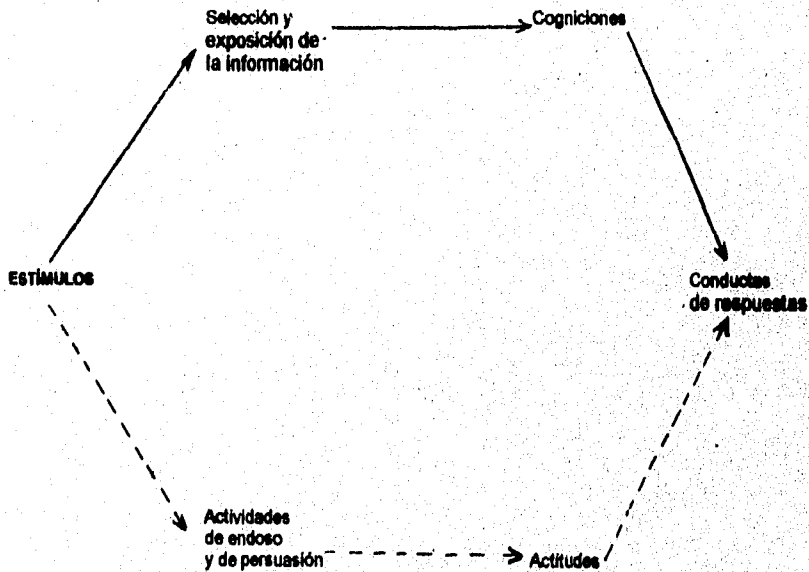 Selección y
exposición de
la información
Cogniciones
ESTÍMULOS
Conductas
de respuestas
Actividades
de endoso
y de persuasión
Actitudes